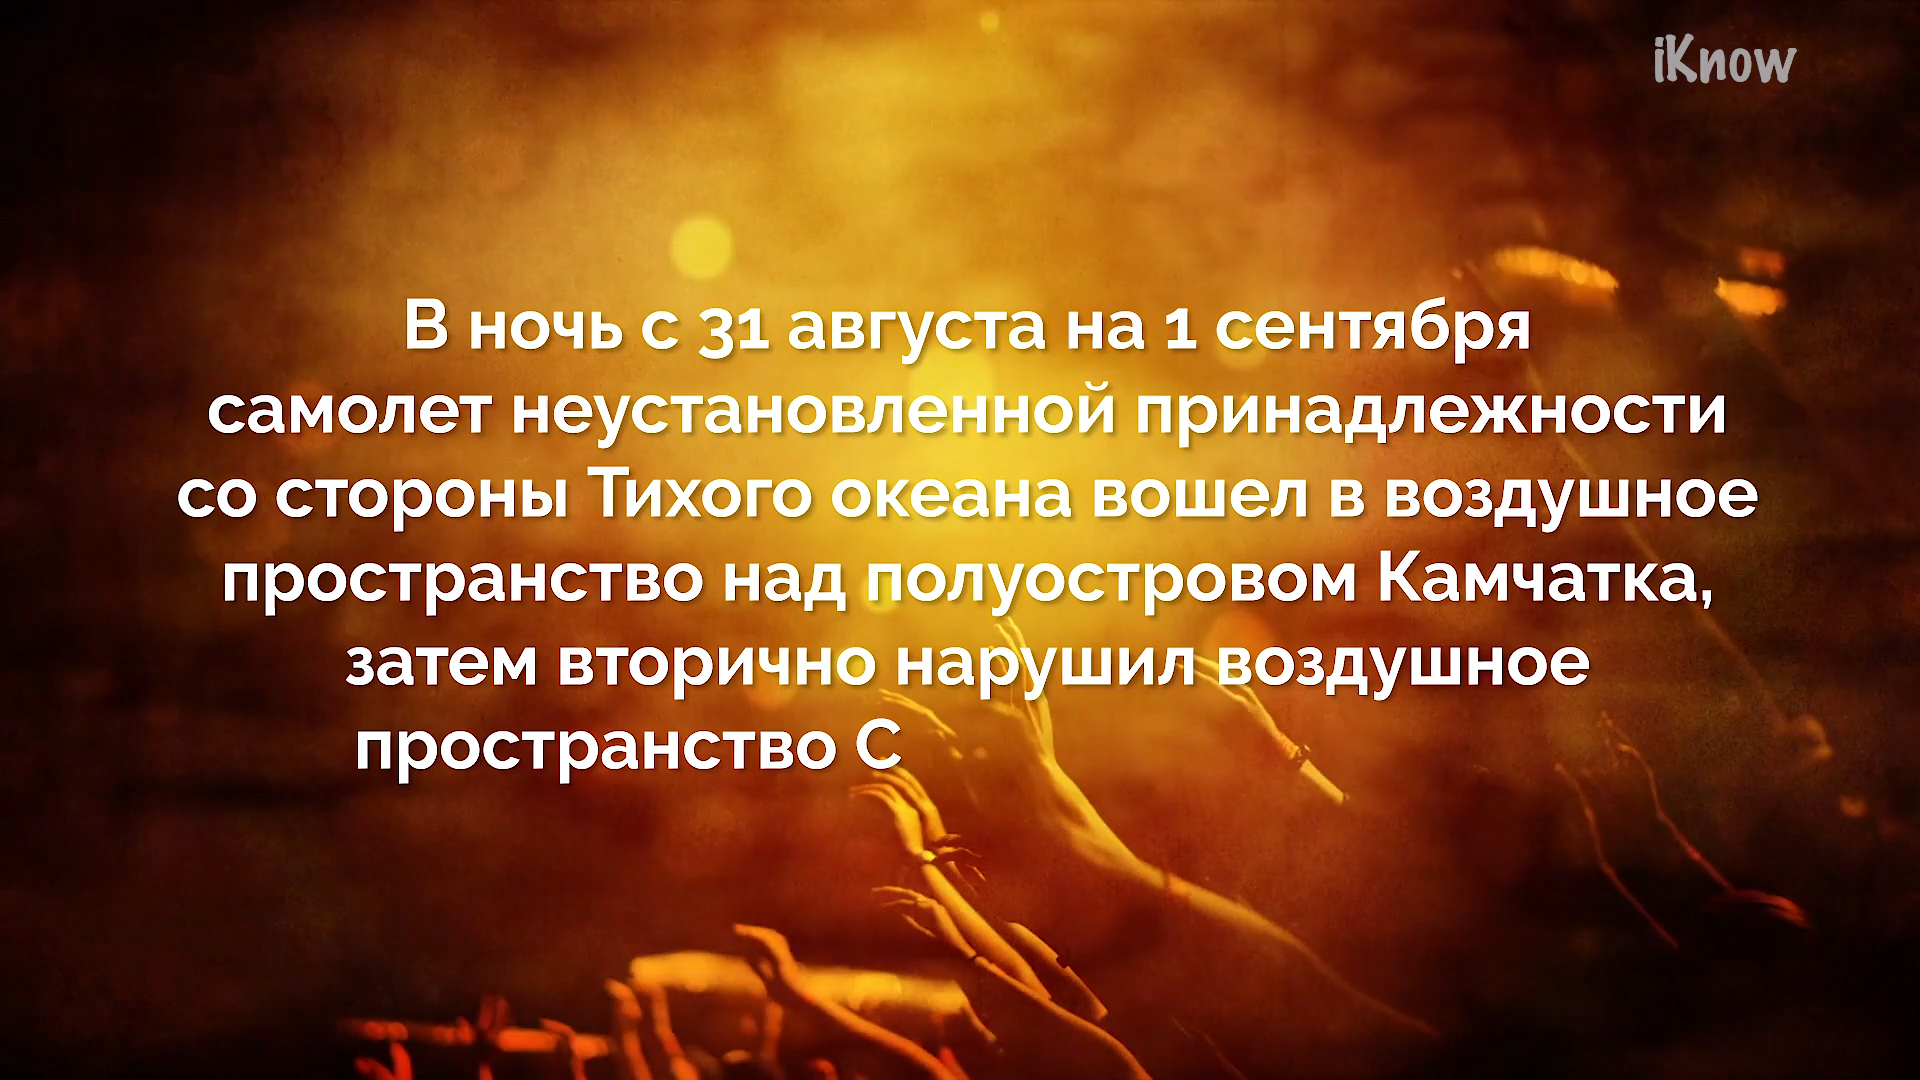 iKnow
В ночь с 31 августа на 1 сентября
самолет неустановленной принадлежности
со стороны Тихого океана вошел в воздушное
пространство над полуостровом Камчатка,
затем вторично нарушил воздушное
пространство С